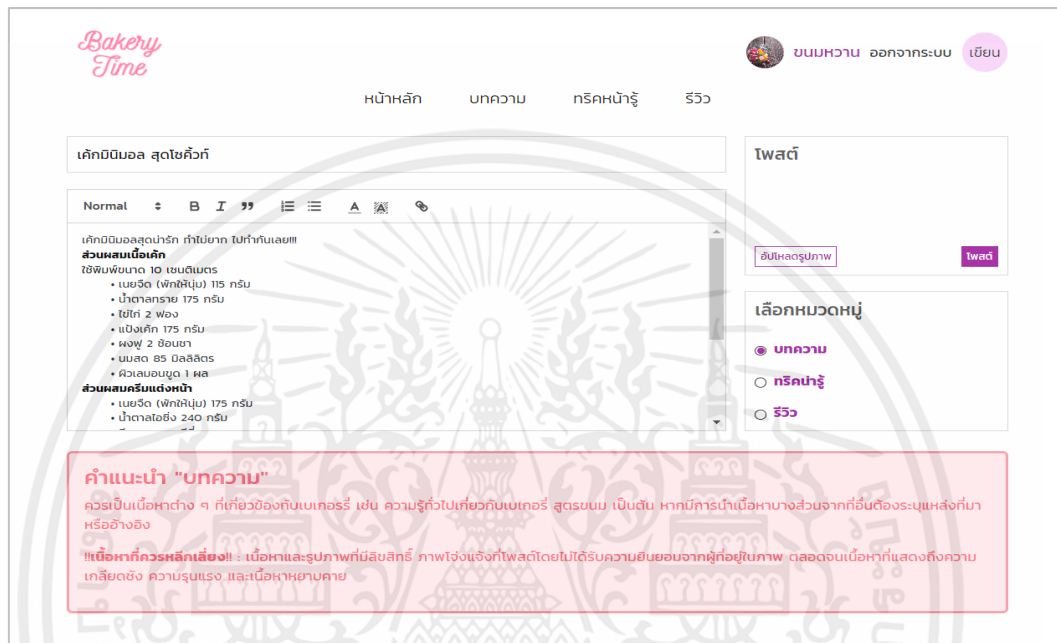 Bakery
Time
ขนมหวาน ออกจากระบบ เขียน
หน้าหลัก บทความ ทริคหน้ารู้ รีวิว
เค้กมินิมอล สุดโซคิ้วท์
Normal B I A A
เค้กมินิมอลสุดน่ารัก ทำไม่ยาก ไปทำกันเลย!!!
ส่วนผสมเนื้อเค้ก
ใช้พิมพ์ขนาด 10 เซนติเมตร
• เนยจืด (พักให้นุ่ม) 115 กรัม
• น้ำตาลทราย 175 กรัม
• ไข่ไก่ 2 ฟอง
• แป้งเค้ก 175 กรัม
• ผงฟู 2 ช้อนชา
• นมสด 85 มิลลิลิตร
• ผิวเลมอนขูด 1 ผล
ส่วนผสมครีมแต่งหน้า
• เนยจืด (พักให้นุ่ม) 175 กรัม
• น้ำตาลไอซิ่ง 240 กรัม
โพสต์
อัปโหลดรูปภาพ โพสต์
เลือกหมวดหมู่
บทความ
ทริคน่ารู้
รีวิว
คำแนะนำ "บทความ"
ควรเป็นเนื้อหาต่าง ๆ ที่เกี่ยวข้องกับเบเกอรรี่ เช่น ความรู้ทั่วไปเกี่ยวกับเบเกอรี่ สูตรขนม เป็นต้น หากมีการนำเนื้อหาบางส่วนจากที่อื่นต้องระบุแหล่งที่มา
หรืออ้างอิง
!!เนื้อหาที่ควรหลีกเลี่ยง!! : เนื้อหาและรูปภาพที่มีลิขสิทธิ์ ภาพโจ่งแจ้งที่โพสต์โดยไม่ได้รับความยินยอมจากผู้ที่อยู่ในภาพ ตลอดจนเนื้อหาที่แสดงถึงความ
เกลียดชัง ความรุนแรง และเนื้อหาหยาบคาย